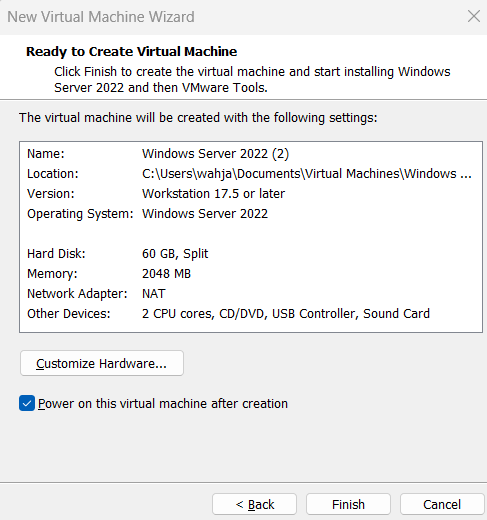 New Virtual Machine Wizard
Ready to Create Virtual Machine
Click Finish to create the virtual machine and start installing Windows
Server 2022 and then VMware Tools.
The virtual machine will be created with the following settings:
Name: Windows Server 2022 (2)
Location: C:\Users\wahja\Documents\Virtual Machines\Windows ...
Version: Workstation 17.5 or later
Operating System: Windows Server 2022
Hard Disk: 60 GB, Split
Memory: 2048 MB
Network Adapter: NAT
Other Devices: 2 CPU cores, CD/DVD, USB Controller, Sound Card
Customize Hardware...
Power on this virtual machine after creation
< Back Finish Cancel